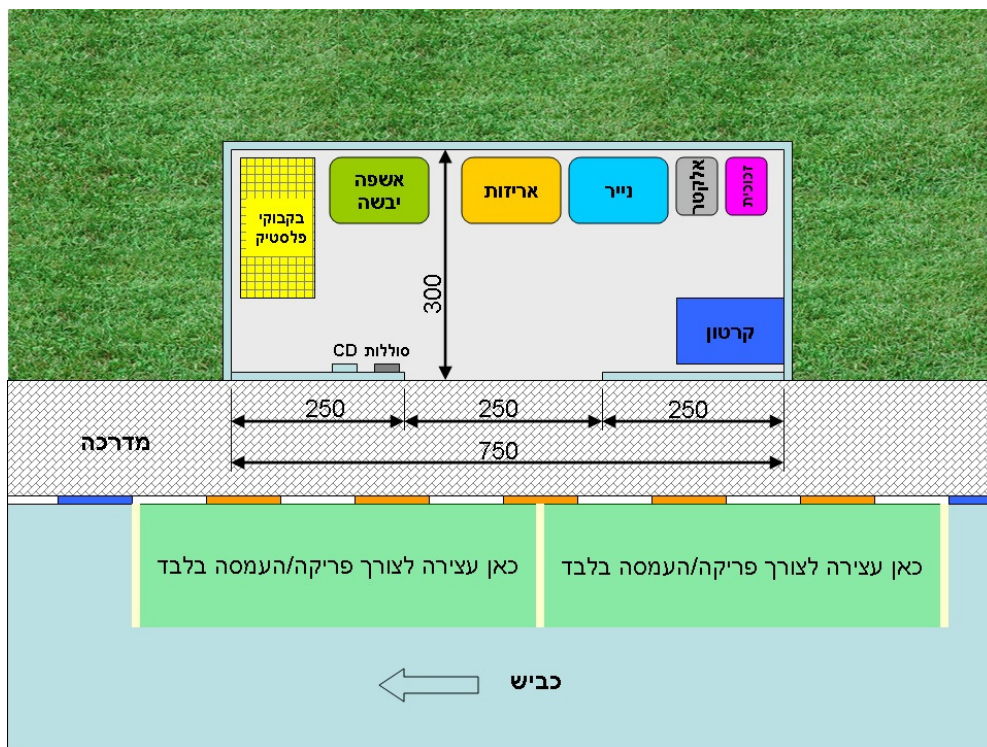 בקבוקי
פלסטיק
אשפה
יבשה
אריזות
נייר
אלקטר
זכוכית
300
קרטון
CD
סוללות
250
250
250
750
מדרכה
כאן עצירה לצורך פריקה/העמסה בלבד
כאן עצירה לצורך פריקה/העמסה בלבד
כביש